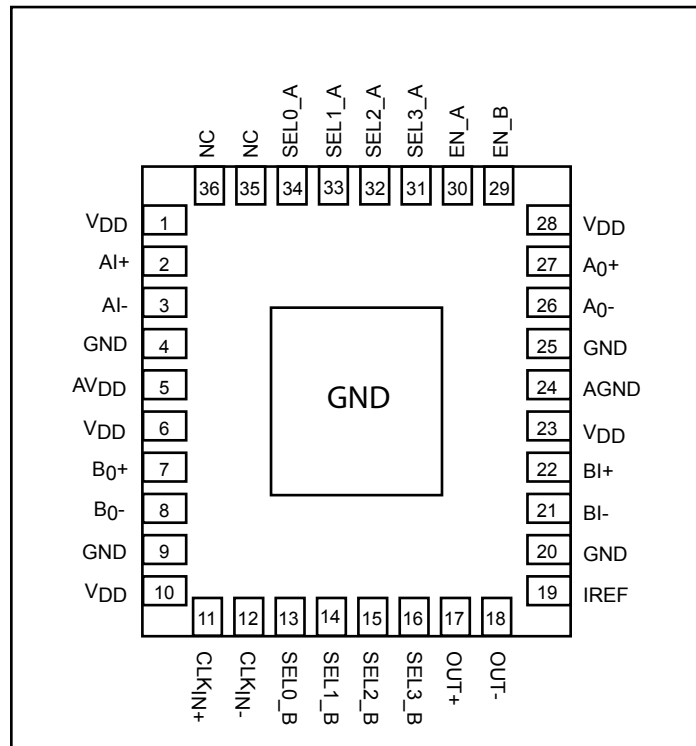 NC
NC
SEL0_A
SEL1_A
SEL2_A
SEL3_A
EN_A
EN_B
36 35 34 33 32 31 30 29
VDD 1 28 VDD
AI+ 2 27 A0+
AI- 3 26 A0-
GND 4 25 GND
AVDD 5 24 AGND
GND
VDD 6 23 VDD
B0+ 7 22 BI+
B0- 8 21 BI-
GND 9 20 GND
VDD 10 19 IREF
11 12 13 14 15 16 17 18
CLKIN+
CLKIN-
SEL0_B
SEL1_B
SEL2_B
SEL3_B
OUT+
OUT-